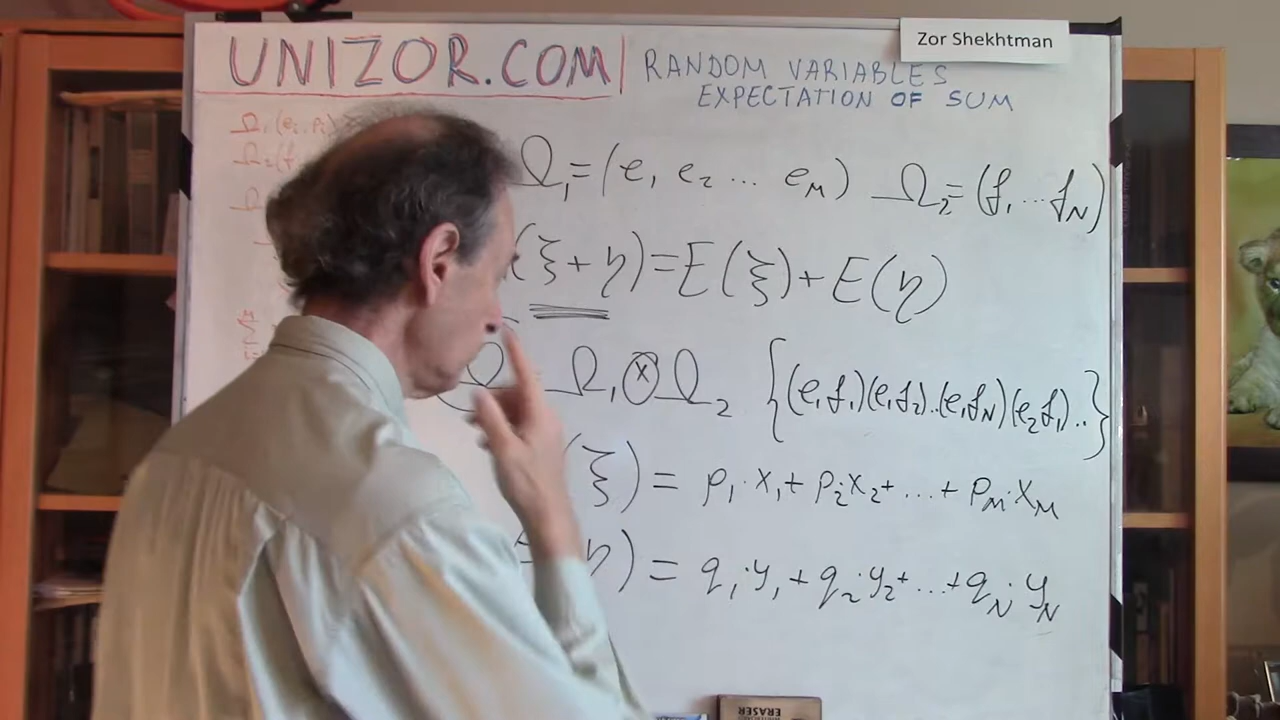 Zor Shekhtman
UNIZOR.COM | RANDOM VARIABLES
EXPECTATION OF SUM
Ω₁=(e₁ e₂ ... e_M) Ω₂=(f₁ ... f_N)
(ξ+η)=E(ξ)+E(η)
Ω Ω₁⊗Ω₂ {(e₁f₁)(e₁f₂)..(e₁f_N)(e₂f₁)..}
(ξ) = p₁·x₁+p₂·x₂+...+p_M·x_M
η) = q₁·y₁+q₂·y₂+...+q_N·y_N
ERASER